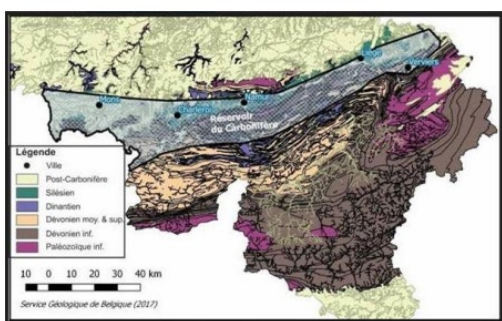 Liège
Verviers
Namur
Mons
Charleroi
Réservoir
du Carbonifère
Légende
Ville
Post-Carbonifère
Silésien
Dinantien
Dévonien moy. & sup.
Dévonien inf.
Paléozoïque inf.
10 0 10 20 30 40 km
Service Géologique de Belgique (2017)